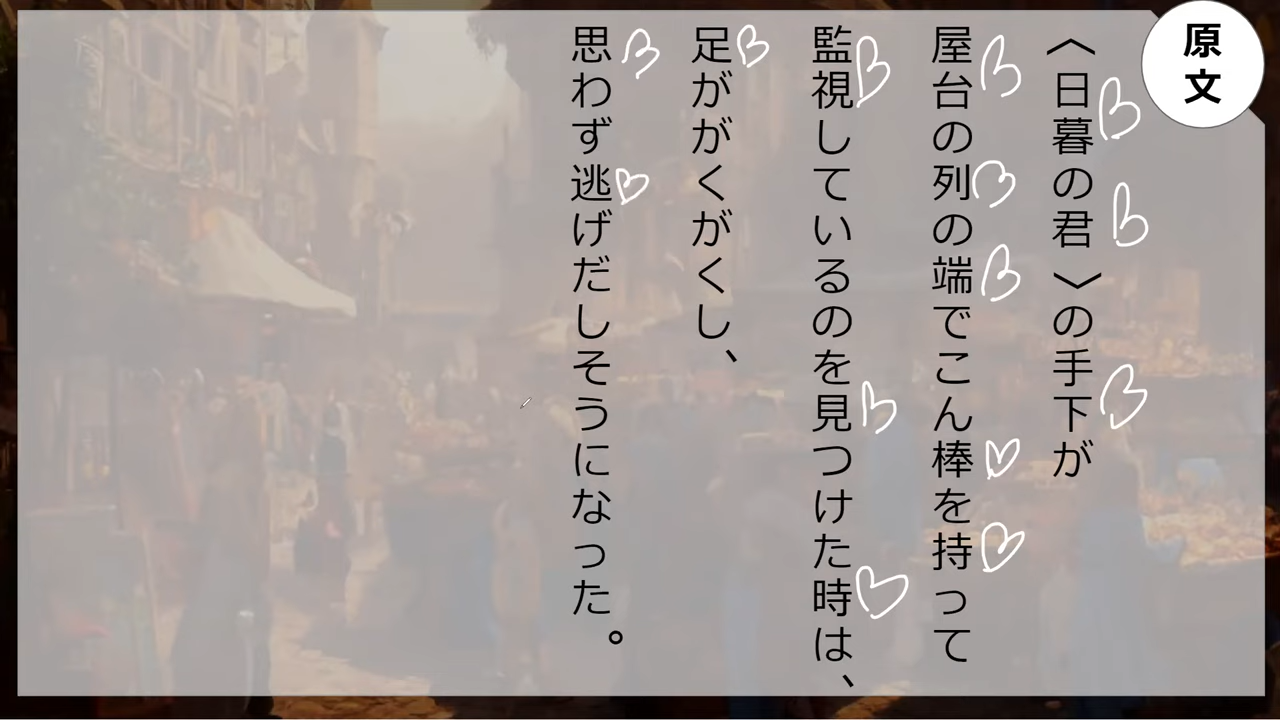 原文
〈日暮の君〉の手下が
屋台の列の端でこん棒を持って
監視しているのを見つけた時は、
足ががくがくし、
思わず逃げだしそうになった。